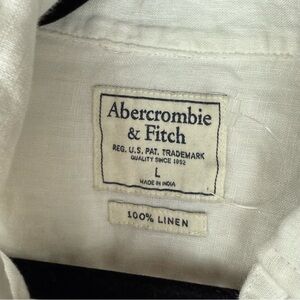 Abercrombie
& Fitch
REG. U.S. PAT. TRADEMARK
QUALITY SINCE 1892
L
MADE IN INDIA
100% LINEN